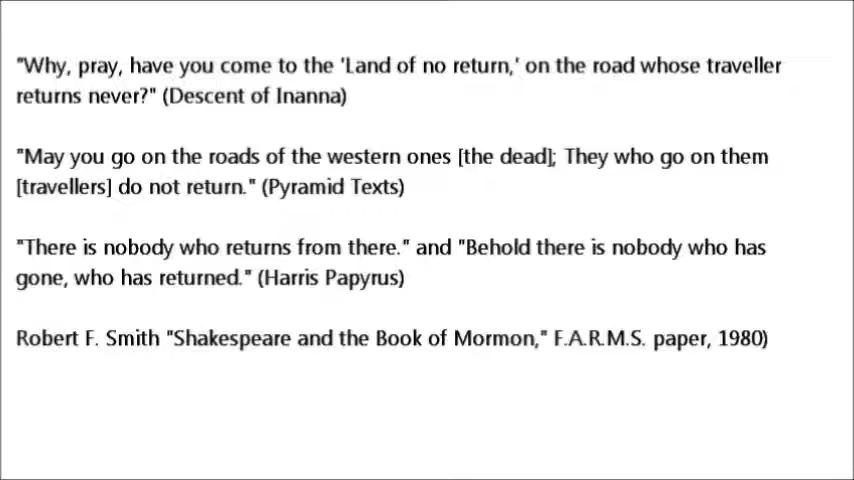 "Why, pray, have you come to the 'Land of no return,' on the road whose traveller
returns never?" (Descent of Inanna)
"May you go on the roads of the western ones [the dead]; They who go on them
[travellers] do not return." (Pyramid Texts)
"There is nobody who returns from there." and "Behold there is nobody who has
gone, who has returned." (Harris Papyrus)
Robert F. Smith "Shakespeare and the Book of Mormon," F.A.R.M.S. paper, 1980)